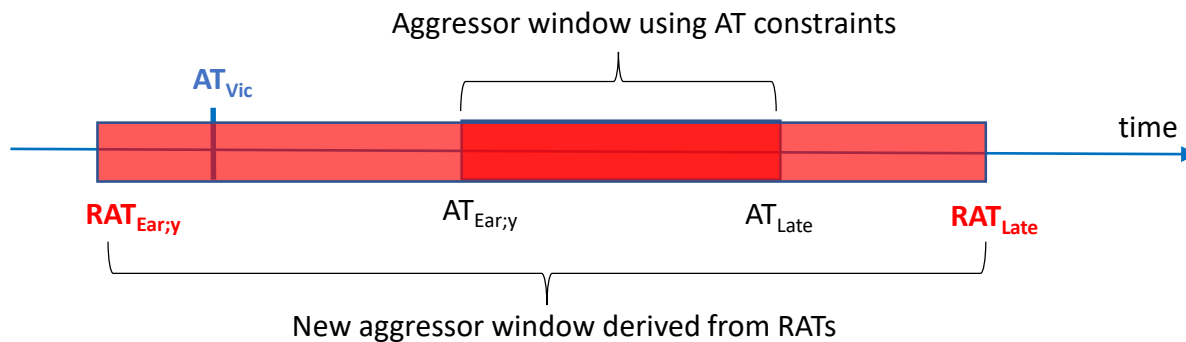 Aggressor window using AT constraints
AT_Vic
time
RAT_Ear;y
AT_Ear;y
AT_Late
RAT_Late
New aggressor window derived from RATs